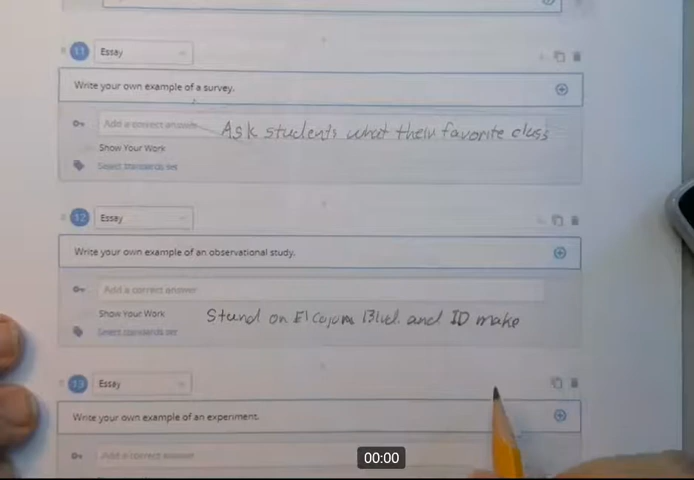 11 Essay
Write your own example of a survey.
Add a correct answer Ask students what their favorite class
Show Your Work
Select standards set
12 Essay
Write your own example of an observational study.
Add a correct answer
Show Your Work Stand on El Cajon Blvd. and ID make
Select standards set
13 Essay
Write your own example of an experiment.
Add a correct answer
00:00